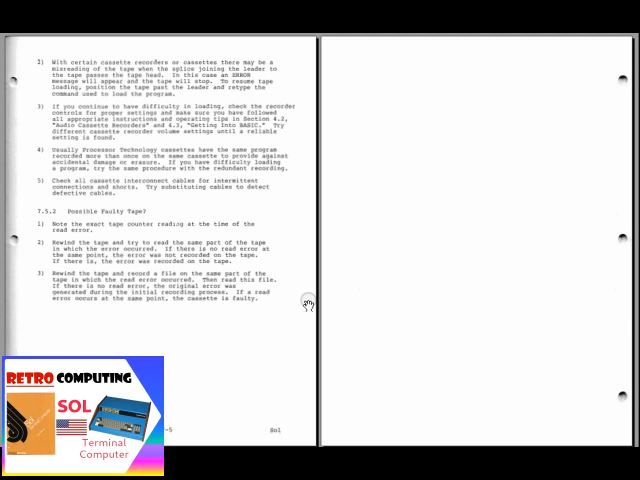 2) With certain cassette recorders or cassettes there may be a
misreading of the tape when the splice joining the leader to
the tape passes the tape head. In this case an ERROR
message will appear and the tape will stop. To resume tape
loading, position the tape past the leader and retype the
command used to load the program.
3) If you continue to have difficulty in loading, check the recorder
controls for proper settings and make sure you have followed
all appropriate instructions and operating tips in Section 4.2,
"Audio Cassette Recorders" and 4.3, "Getting Into BASIC." Try
different cassette recorder volume settings until a reliable
setting is found.
4) Usually Processor Technology cassettes have the same program
recorded more than once on the same cassette to provide against
accidental damage or erasure. If you have difficulty loading
a program, try the same procedure with the redundant recording.
5) Check all cassette interconnect cables for intermittent
connections and shorts. Try substituting cables to detect
defective cables.
7.5.2 Possible Faulty Tape?
1) Note the exact tape counter reading at the time of the
read error.
2) Rewind the tape and try to read the same part of the tape
in which the error occurred. If there is no read error at
the same point, the error was not recorded on the tape.
If there is, the error was recorded on the tape.
3) Rewind the tape and record a file on the same part of the
tape in which the read error occurred. Then read this file.
If there is no read error, the original error was
generated during the initial recording process. If a read
error occurs at the same point, the cassette is faulty.
-5 Sol
RETRO COMPUTING
SOL
Terminal
Computer